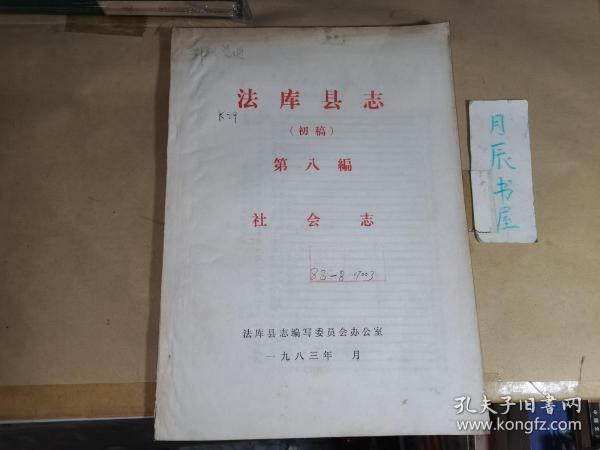 法库县志
K29
（初稿）
第八编
社会志
83-8
法库县志编写委员会办公室
一九八三年 月
月辰书屋
孔夫子旧书网
www.kongfz.com